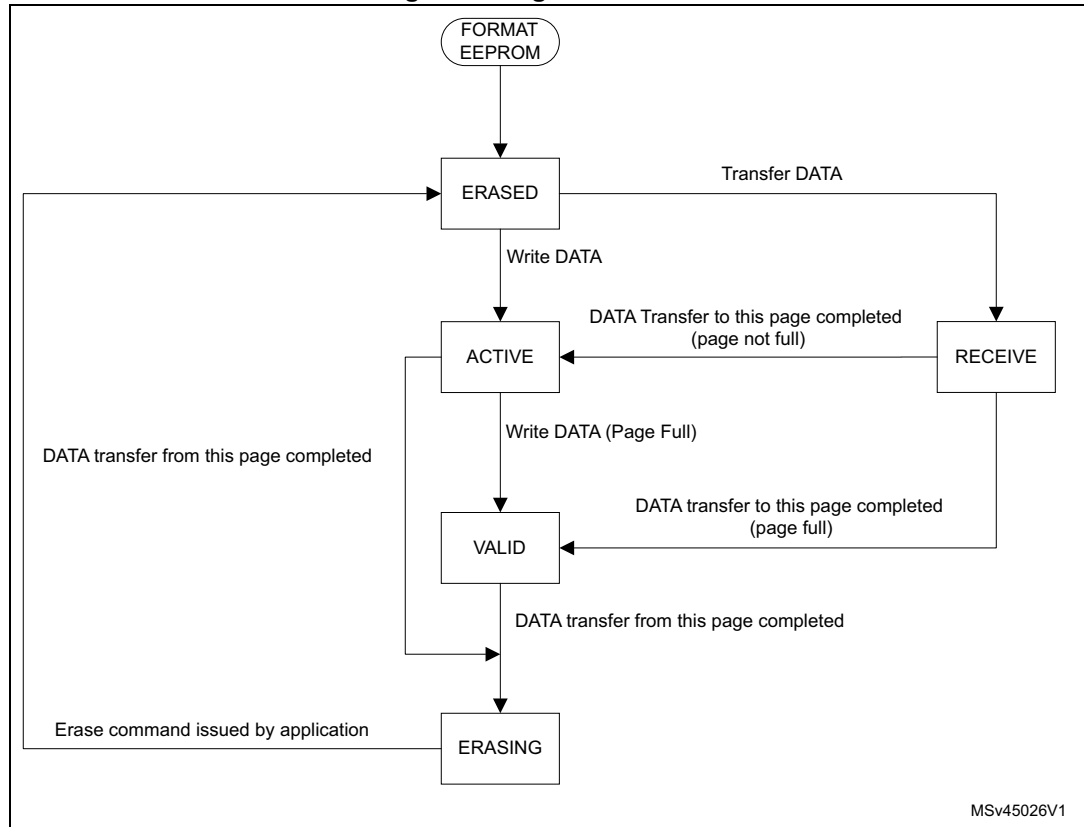 FORMAT
EEPROM
ERASED
Transfer DATA
Write DATA
DATA Transfer to this page completed
(page not full)
ACTIVE
RECEIVE
Write DATA (Page Full)
DATA transfer from this page completed
DATA transfer to this page completed
(page full)
VALID
DATA transfer from this page completed
Erase command issued by application
ERASING
MSv45026V1